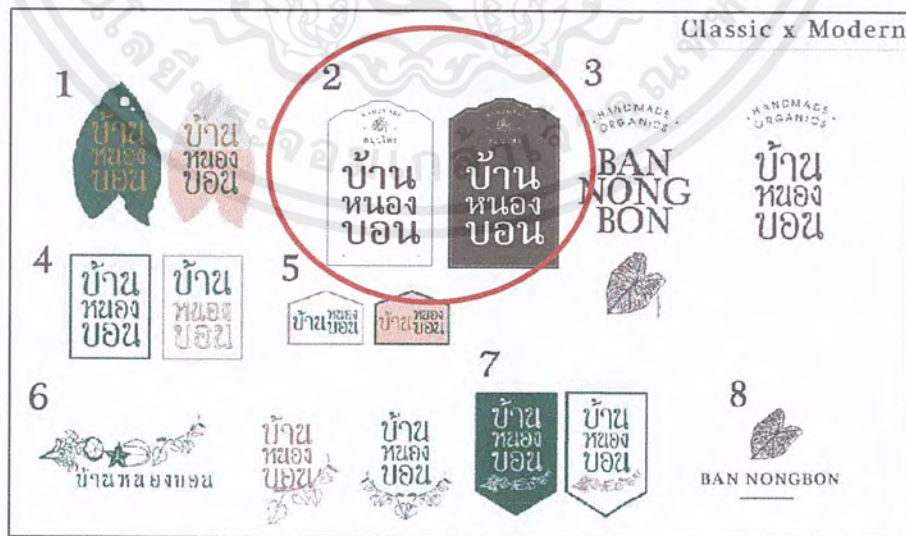 Classic x Modern
1
บ้าน
หนอง
บอน
บ้าน
หนอง
บอน
2
สมุนไพร
บ้าน
หนอง
บอน
บ้าน
หนอง
บอน
3
HANDMADE
ORGANICS
BAN
NONG
BON
HANDMADE
ORGANICS
บ้าน
หนอง
บอน
4
บ้าน
หนอง
บอน
บ้าน
หนอง
บอน
5
บ้านหนอง
บอน
บ้านหนอง
บอน
6
บ้านหนองบอน
บ้าน
หนอง
บอน
บ้าน
หนอง
บอน
7
บ้าน
หนอง
บอน
บ้าน
หนอง
บอน
8
BAN NONGBON